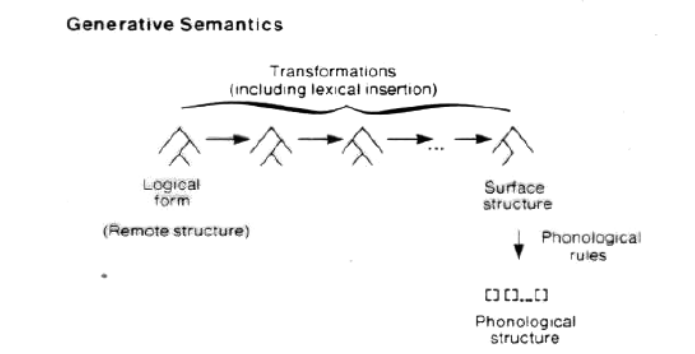 Generative Semantics
Transformations
(including lexical insertion)
...
Logical
form
Surface
structure
(Remote structure)
Phonological
rules
[] []...[]
Phonological
structure